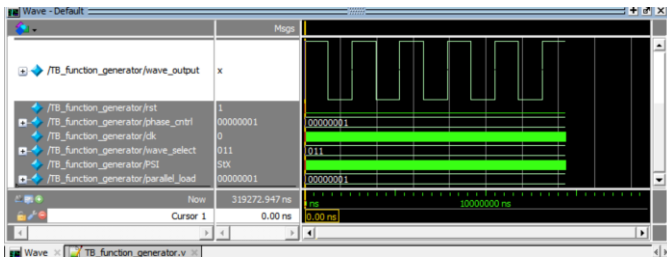 Wave - Default
Msgs
/TB_function_generator/wave_output x
/TB_function_generator/rst 1
/TB_function_generator/phase_cntrl 00000001 00000001
/TB_function_generator/clk 0
/TB_function_generator/wave_select 011 011
/TB_function_generator/PSI StX
/TB_function_generator/parallel_load 00000001 00000001
Now 319272.947 ns ns 10000000 ns
Cursor 1 0.00 ns 0.00 ns
Wave TB_function_generator.v